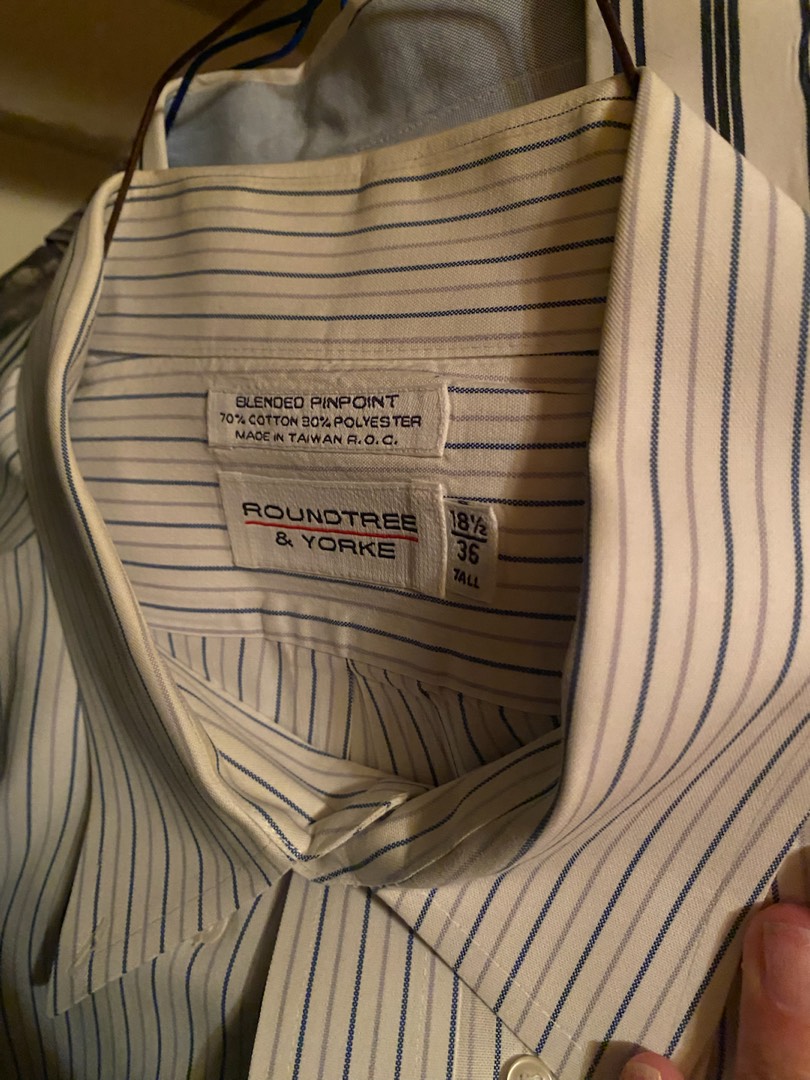 BLENDED PINPOINT
70% COTTON 30% POLYESTER
MADE IN TAIWAN R.O.C.
ROUNDTREE
& YORKE
18½
36
TALL